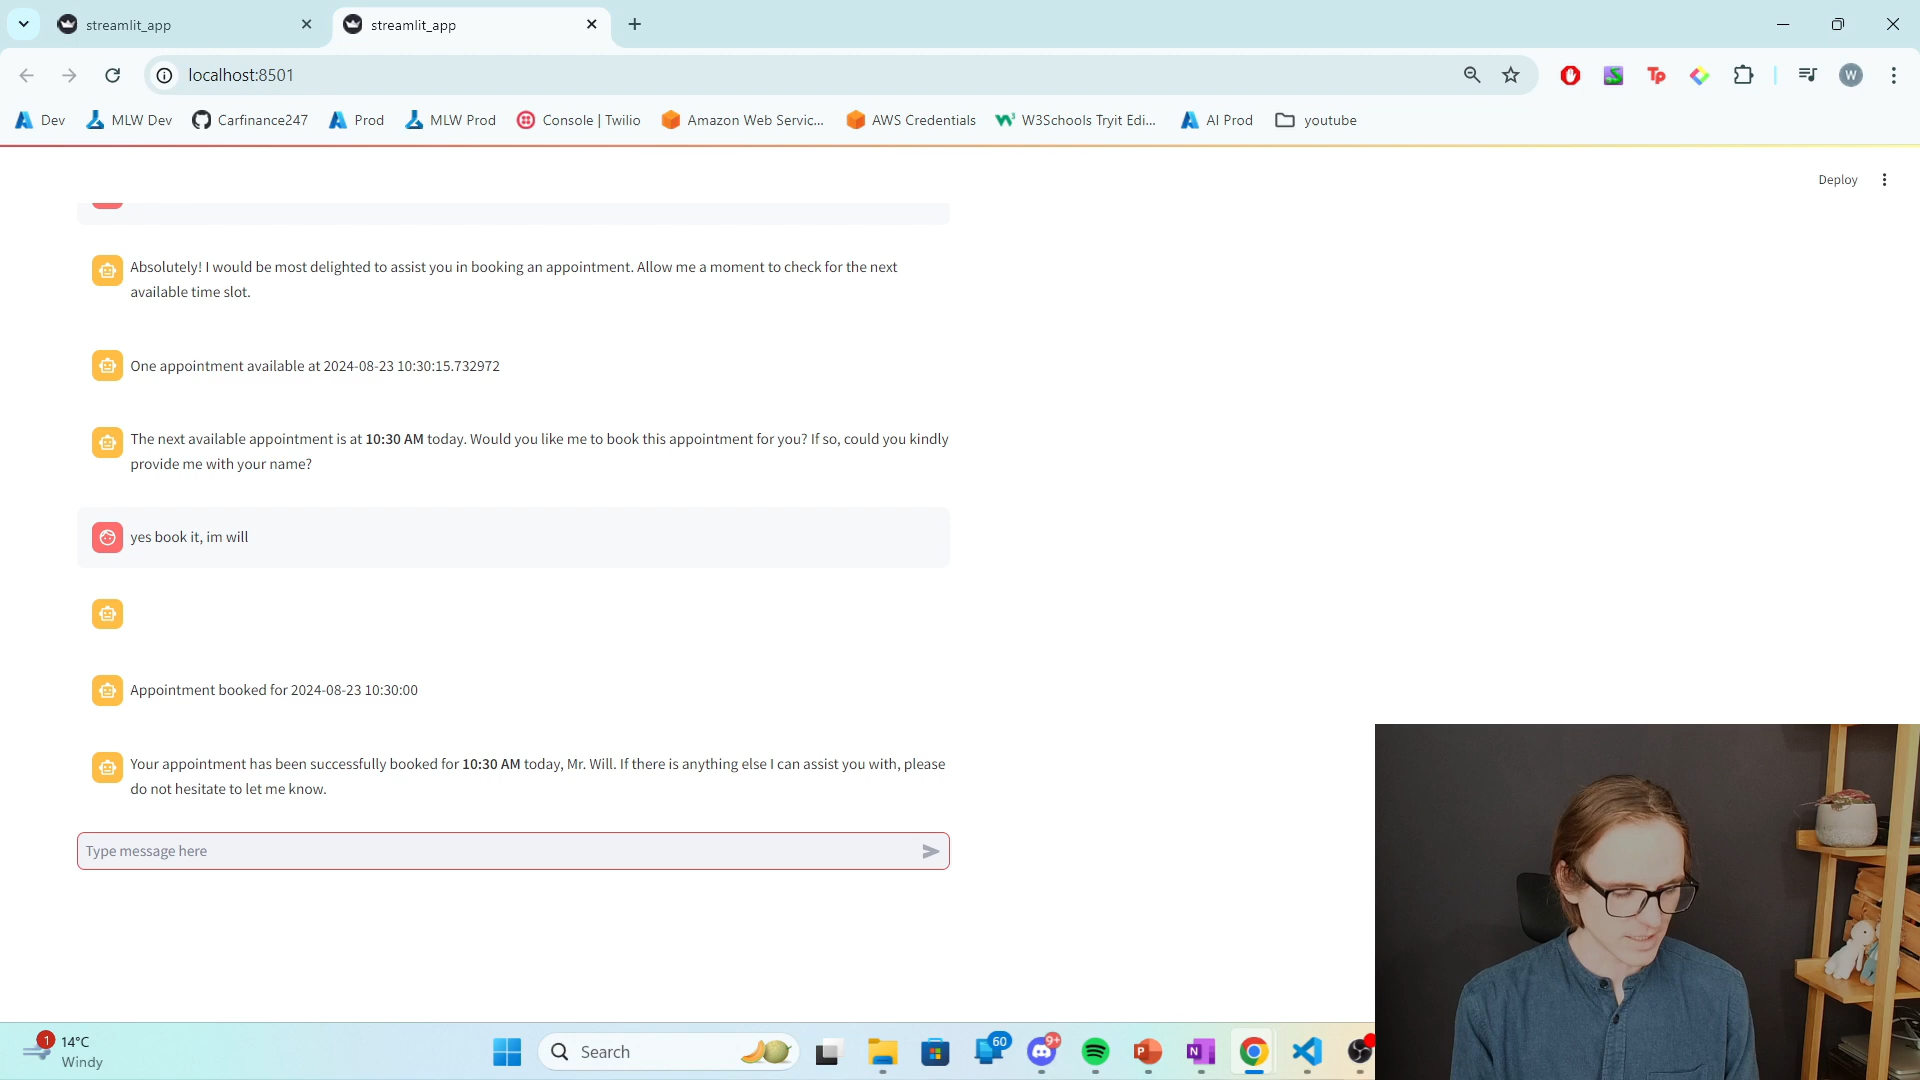 streamlit_app
streamlit_app
localhost:8501
W
Dev
MLW Dev
Carfinance247
Prod
MLW Prod
Console | Twilio
Amazon Web Servic...
AWS Credentials
W3Schools Tryit Edi...
AI Prod
youtube
Deploy
Absolutely! I would be most delighted to assist you in booking an appointment. Allow me a moment to check for the next
available time slot.
One appointment available at 2024-08-23 10:30:15.732972
The next available appointment is at 10:30 AM today. Would you like me to book this appointment for you? If so, could you kindly
provide me with your name?
yes book it, im will
Appointment booked for 2024-08-23 10:30:00
Your appointment has been successfully booked for 10:30 AM today, Mr. Will. If there is anything else I can assist you with, please
do not hesitate to let me know.
Type message here
1
14°C
Windy
Search
60
9+